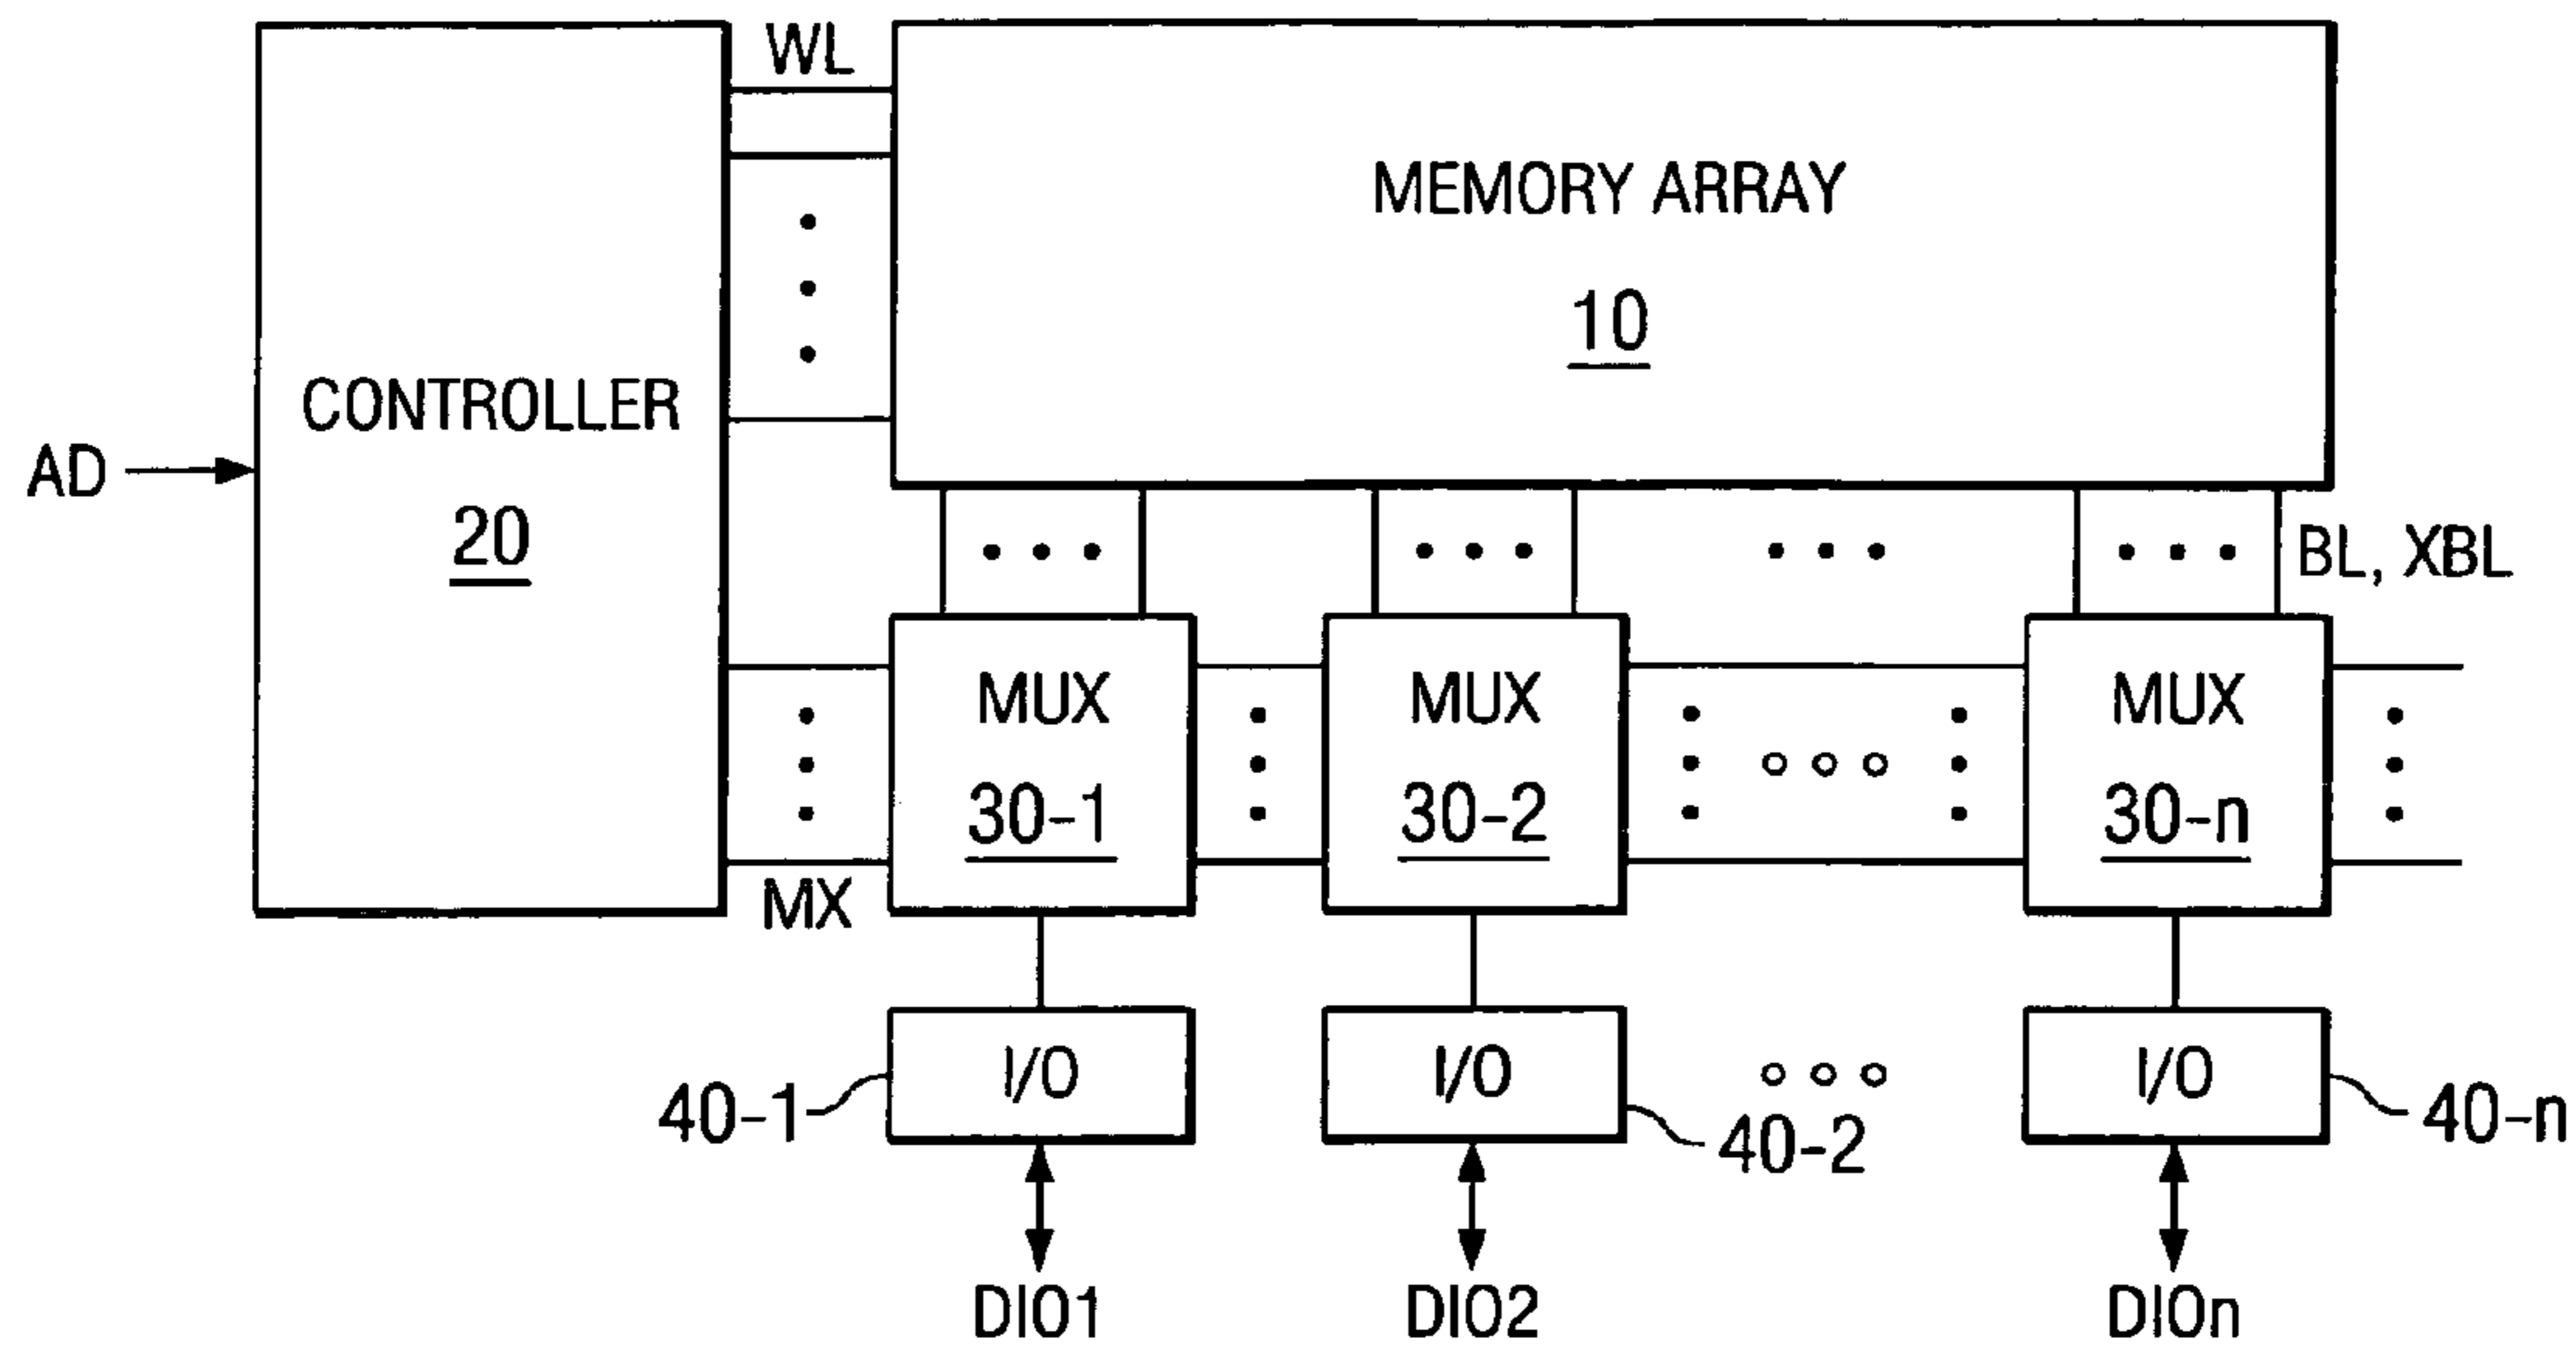 WL
MEMORY ARRAY
10
CONTROLLER
20
AD
BL, XBL
MUX
30-1
MUX
30-2
MUX
30-n
MX
I/O
40-1
I/O
40-2
I/O
40-n
DIO1
DIO2
DIOn